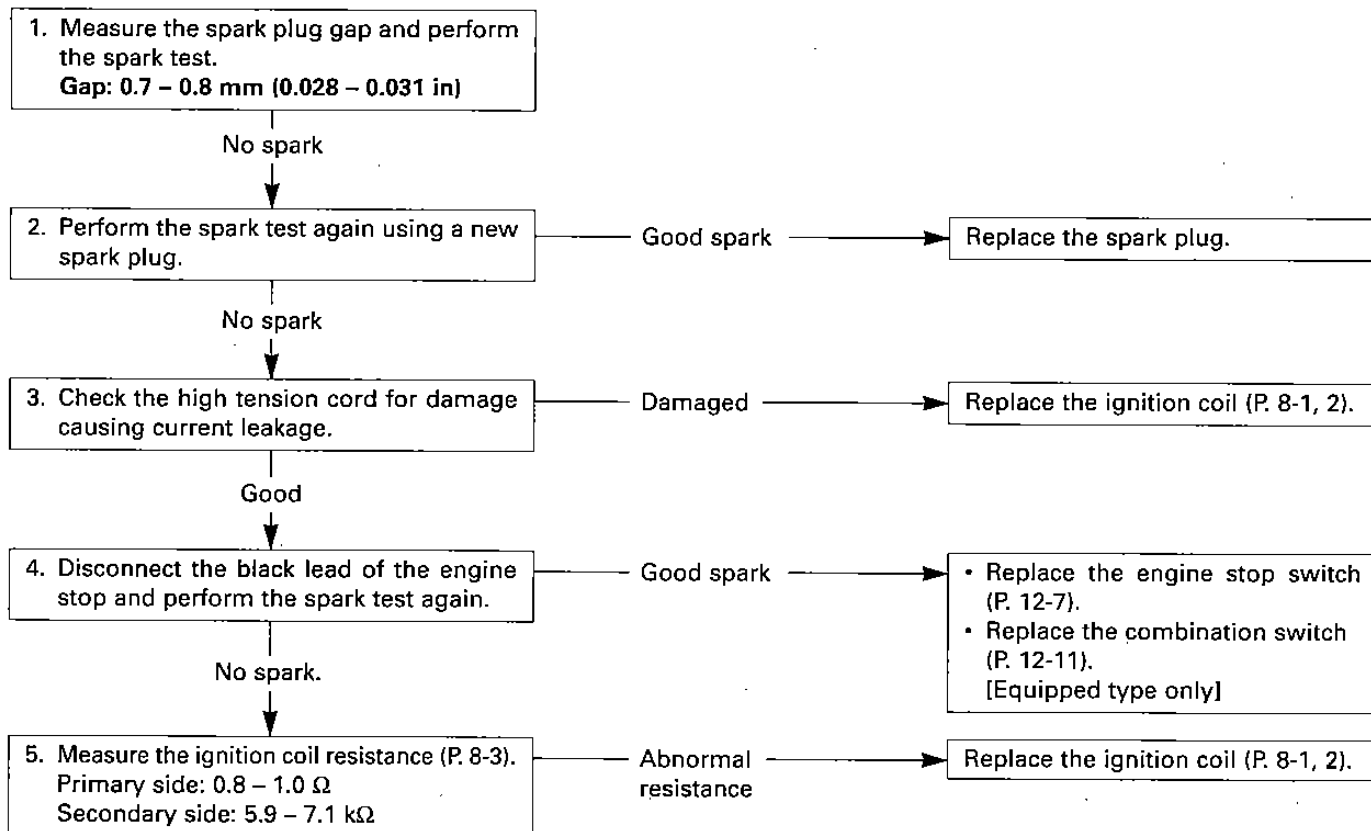 1. Measure the spark plug gap and perform
the spark test.
Gap: 0.7 – 0.8 mm (0.028 – 0.031 in)
No spark
2. Perform the spark test again using a new
spark plug.
Good spark
Replace the spark plug.
No spark
3. Check the high tension cord for damage
causing current leakage.
Damaged
Replace the ignition coil (P. 8-1, 2).
Good
4. Disconnect the black lead of the engine
stop and perform the spark test again.
Good spark
• Replace the engine stop switch
(P. 12-7).
• Replace the combination switch
(P. 12-11).
[Equipped type only]
No spark.
5. Measure the ignition coil resistance (P. 8-3).
Primary side: 0.8 – 1.0 Ω
Secondary side: 5.9 – 7.1 kΩ
Abnormal
resistance
Replace the ignition coil (P. 8-1, 2).